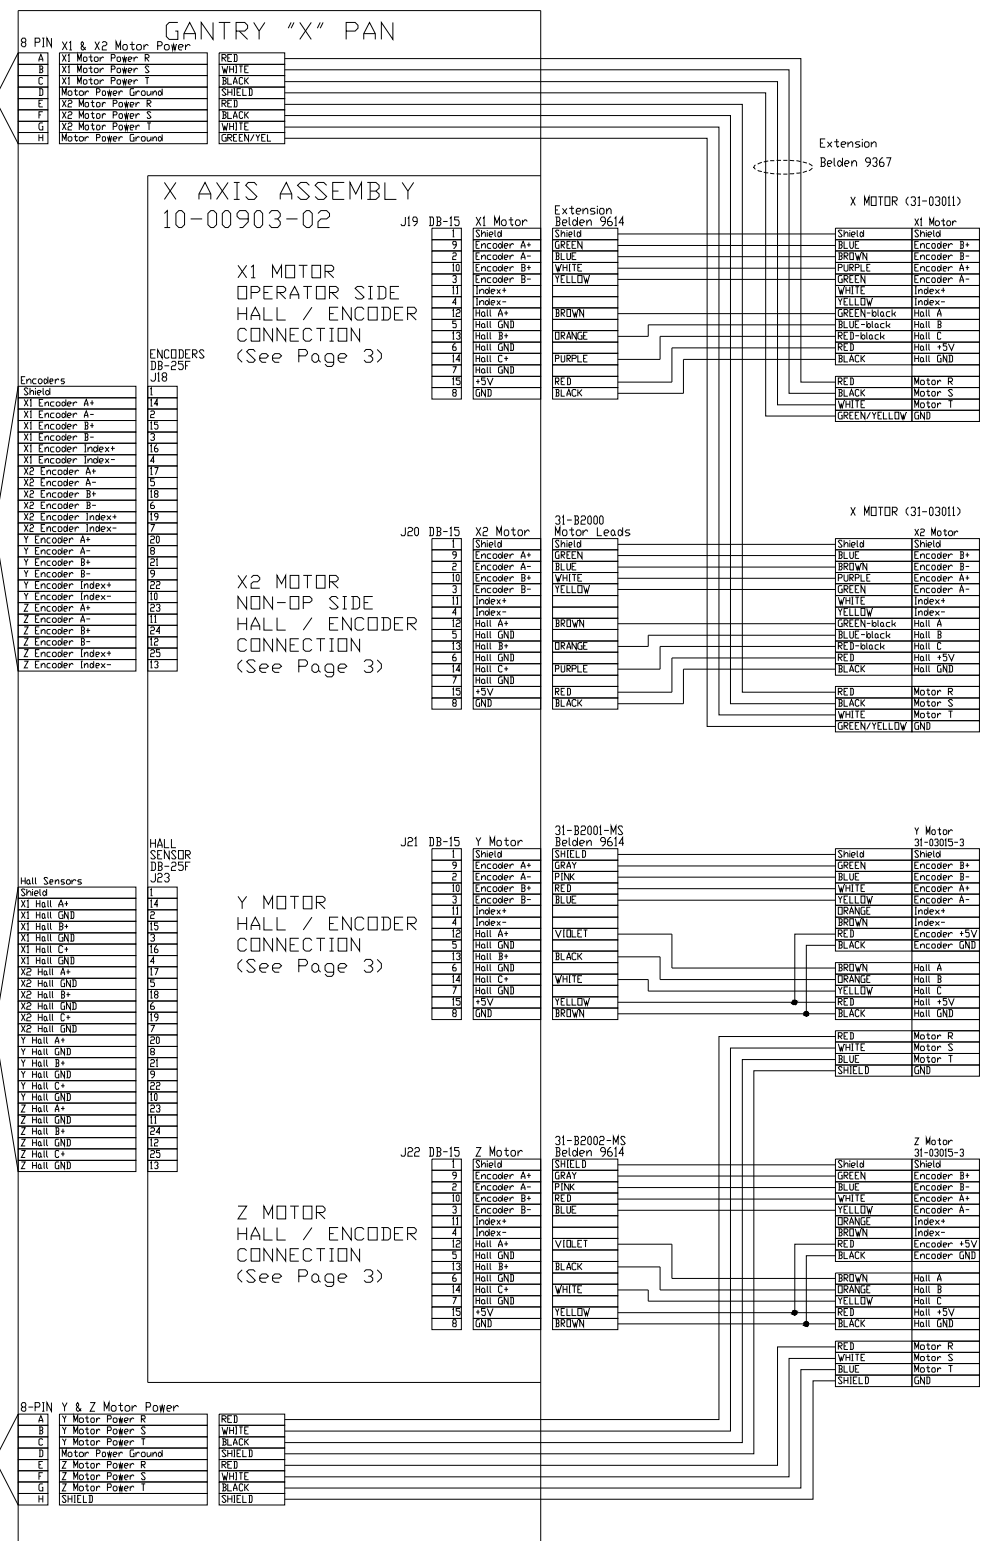 GANTRY "X" PAN
8 PIN X1 & X2 Motor Power
A X1 Motor Power R RED
B X1 Motor Power S WHITE
C X1 Motor Power T BLACK
D Motor Power Ground SHIELD
E X2 Motor Power R RED
F X2 Motor Power S BLACK
G X2 Motor Power T WHITE
H Motor Power Ground GREEN/YEL
Extension
Belden 9367
X AXIS ASSEMBLY
10-00903-02
X1 MOTOR
OPERATOR SIDE
HALL / ENCODER
CONNECTION
(See Page 3)
Extension
J19 DB-15 X1 Motor Belden 9614
1 Shield Shield
9 Encoder A+ GREEN
2 Encoder A- BLUE
10 Encoder B+ WHITE
3 Encoder B- YELLOW
11 Index+
4 Index-
12 Hall A+ BROWN
5 Hall GND
13 Hall B+ ORANGE
6 Hall GND
14 Hall C+ PURPLE
7 Hall GND
15 +5V RED
8 GND BLACK
X MOTOR (31-03011)
X1 Motor
Shield Shield
BLUE Encoder B+
BROWN Encoder B-
PURPLE Encoder A+
GREEN Encoder A-
WHITE Index+
YELLOW Index-
GREEN-black Hall A
BLUE-black Hall B
RED-black Hall C
RED Hall +5V
BLACK Hall GND
RED Motor R
BLACK Motor S
WHITE Motor T
GREEN/YELLOW GND
ENCODERS
DB-25F
J18
Encoders
Shield 1
X1 Encoder A+ 14
X1 Encoder A- 2
X1 Encoder B+ 15
X1 Encoder B- 3
X1 Encoder Index+ 16
X1 Encoder Index- 4
X2 Encoder A+ 17
X2 Encoder A- 5
X2 Encoder B+ 18
X2 Encoder B- 6
X2 Encoder Index+ 19
X2 Encoder Index- 7
Y Encoder A+ 20
Y Encoder A- 8
Y Encoder B+ 21
Y Encoder B- 9
Y Encoder Index+ 22
Y Encoder Index- 10
Z Encoder A+ 23
Z Encoder A- 11
Z Encoder B+ 24
Z Encoder B- 12
Z Encoder Index+ 25
Z Encoder Index- 13
X2 MOTOR
NON-OP SIDE
HALL / ENCODER
CONNECTION
(See Page 3)
31-B2000
J20 DB-15 X2 Motor Motor Leads
1 Shield Shield
9 Encoder A+ GREEN
2 Encoder A- BLUE
10 Encoder B+ WHITE
3 Encoder B- YELLOW
11 Index+
4 Index-
12 Hall A+ BROWN
5 Hall GND
13 Hall B+ ORANGE
6 Hall GND
14 Hall C+ PURPLE
7 Hall GND
15 +5V RED
8 GND BLACK
X MOTOR (31-03011)
X2 Motor
Shield Shield
BLUE Encoder B+
BROWN Encoder B-
PURPLE Encoder A+
GREEN Encoder A-
WHITE Index+
YELLOW Index-
GREEN-black Hall A
BLUE-black Hall B
RED-black Hall C
RED Hall +5V
BLACK Hall GND
RED Motor R
BLACK Motor S
WHITE Motor T
GREEN/YELLOW GND
HALL
SENSOR
DB-25F
J23
Hall Sensors
Shield 1
X1 Hall A+ 14
X1 Hall GND 2
X1 Hall B+ 15
X1 Hall GND 3
X1 Hall C+ 16
X1 Hall GND 4
X2 Hall A+ 17
X2 Hall GND 5
X2 Hall B+ 18
X2 Hall GND 6
X2 Hall C+ 19
X2 Hall GND 7
Y Hall A+ 20
Y Hall GND 8
Y Hall B+ 21
Y Hall GND 9
Y Hall C+ 22
Y Hall GND 10
Z Hall A+ 23
Z Hall GND 11
Z Hall B+ 24
Z Hall GND 12
Z Hall C+ 25
Z Hall GND 13
Y MOTOR
HALL / ENCODER
CONNECTION
(See Page 3)
31-B2001-MS
J21 DB-15 Y Motor Belden 9614
1 Shield SHIELD
9 Encoder A+ GRAY
2 Encoder A- PINK
10 Encoder B+ RED
3 Encoder B- BLUE
11 Index+
4 Index-
12 Hall A+ VIOLET
5 Hall GND
13 Hall B+ BLACK
6 Hall GND
14 Hall C+ WHITE
7 Hall GND
15 +5V YELLOW
8 GND BROWN
Y Motor
31-03015-3
Shield Shield
GREEN Encoder B+
BLUE Encoder B-
WHITE Encoder A+
YELLOW Encoder A-
ORANGE Index+
BROWN Index-
RED Encoder +5V
BLACK Encoder GND
BROWN Hall A
ORANGE Hall B
YELLOW Hall C
RED Hall +5V
BLACK Hall GND
RED Motor R
WHITE Motor S
BLUE Motor T
SHIELD GND
Z MOTOR
HALL / ENCODER
CONNECTION
(See Page 3)
31-B2002-MS
J22 DB-15 Z Motor Belden 9614
1 Shield SHIELD
9 Encoder A+ GRAY
2 Encoder A- PINK
10 Encoder B+ RED
3 Encoder B- BLUE
11 Index+
4 Index-
12 Hall A+ VIOLET
5 Hall GND
13 Hall B+ BLACK
6 Hall GND
14 Hall C+ WHITE
7 Hall GND
15 +5V YELLOW
8 GND BROWN
Z Motor
31-03015-3
Shield Shield
GREEN Encoder B+
BLUE Encoder B-
WHITE Encoder A+
YELLOW Encoder A-
ORANGE Index+
BROWN Index-
RED Encoder +5V
BLACK Encoder GND
BROWN Hall A
ORANGE Hall B
YELLOW Hall C
RED Hall +5V
BLACK Hall GND
RED Motor R
WHITE Motor S
BLUE Motor T
SHIELD GND
8-PIN Y & Z Motor Power
A Y Motor Power R RED
B Y Motor Power S WHITE
C Y Motor Power T BLACK
D Motor Power Ground SHIELD
E Z Motor Power R RED
F Z Motor Power S WHITE
G Z Motor Power T BLACK
H SHIELD SHIELD